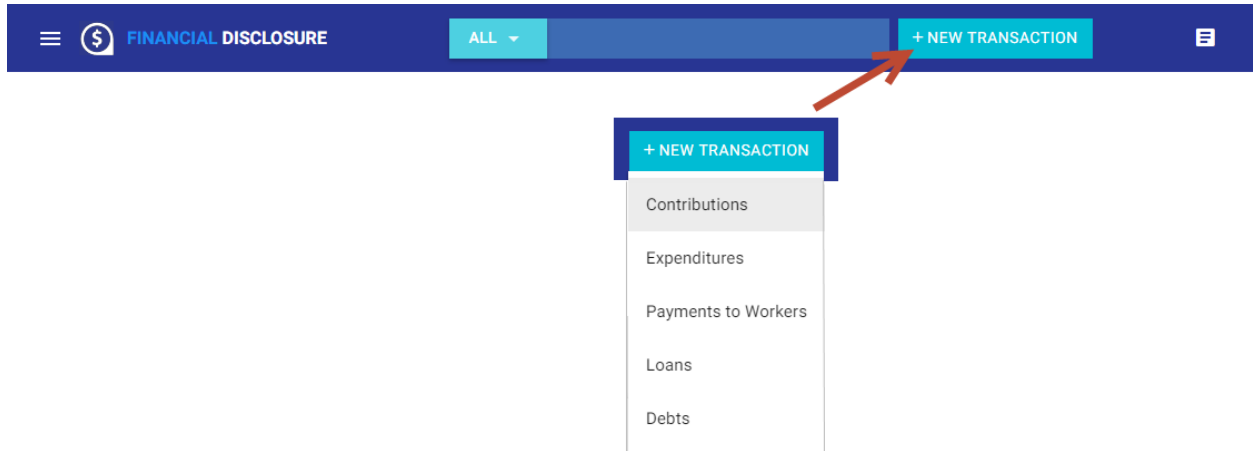 FINANCIAL DISCLOSURE ALL + NEW TRANSACTION
+ NEW TRANSACTION
Contributions
Expenditures
Payments to Workers
Loans
Debts